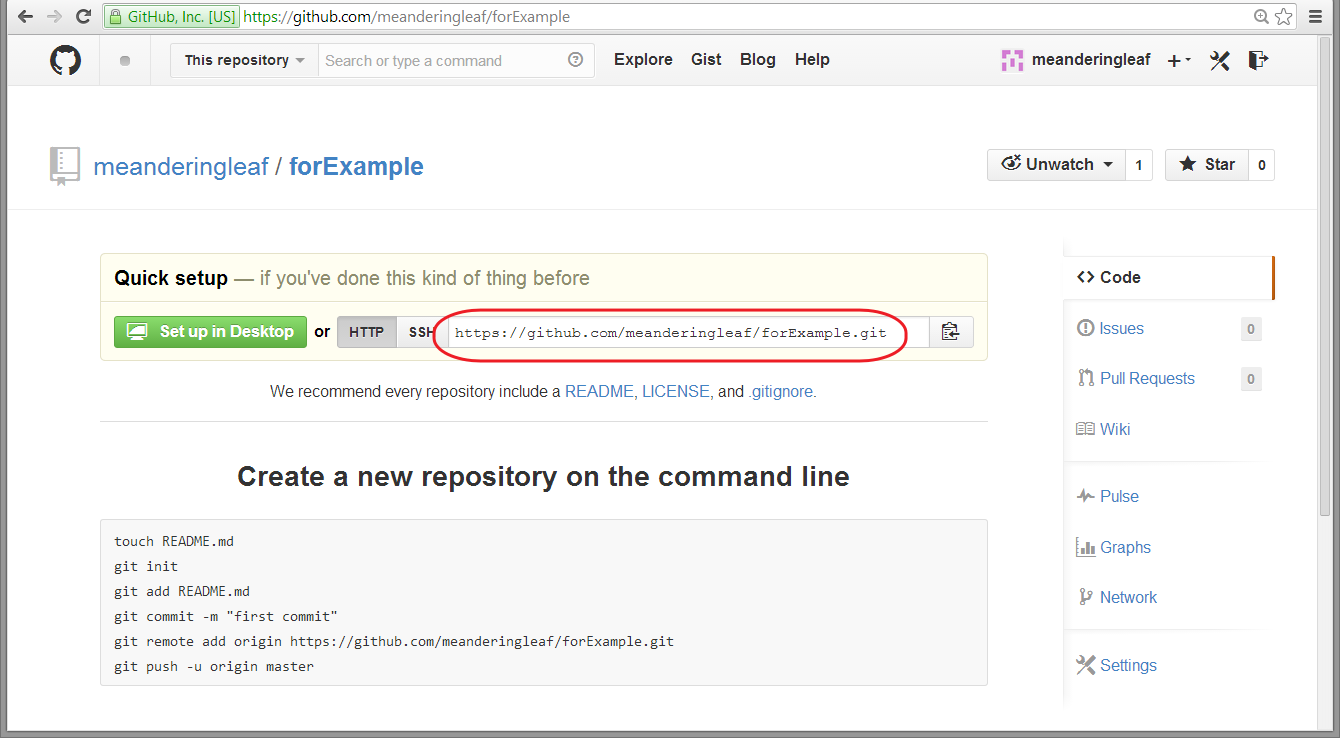 GitHub, Inc. [US] https://github.com/meanderingleaf/forExample
This repository Search or type a command Explore Gist Blog Help meanderingleaf
meanderingleaf / forExample Unwatch 1 Star 0
Quick setup — if you've done this kind of thing before
Set up in Desktop or HTTP SSH https://github.com/meanderingleaf/forExample.git
We recommend every repository include a README, LICENSE, and .gitignore.
Create a new repository on the command line
touch README.md
git init
git add README.md
git commit -m "first commit"
git remote add origin https://github.com/meanderingleaf/forExample.git
git push -u origin master
Code
Issues 0
Pull Requests 0
Wiki
Pulse
Graphs
Network
Settings